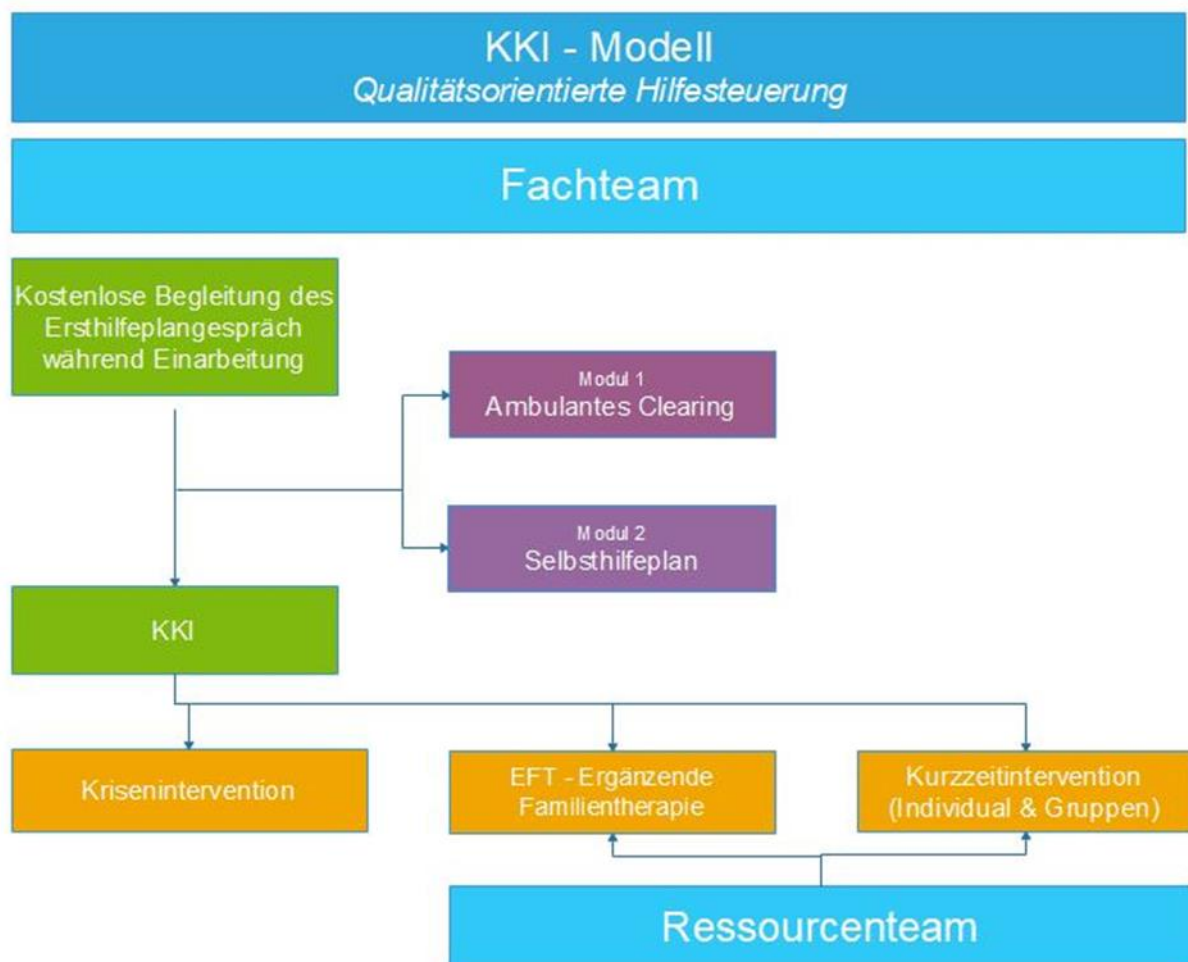 KKI - Modell
Qualitätsorientierte Hilfesteuerung
Fachteam
Kostenlose Begleitung des
Ersthilfeplangespräch
während Einarbeitung
Modul 1
Ambulantes Clearing
Modul 2
Selbsthilfeplan
KKI
Krisenintervention
EFT - Ergänzende
Familientherapie
Kurzzeitintervention
(Individual & Gruppen)
Ressourcenteam